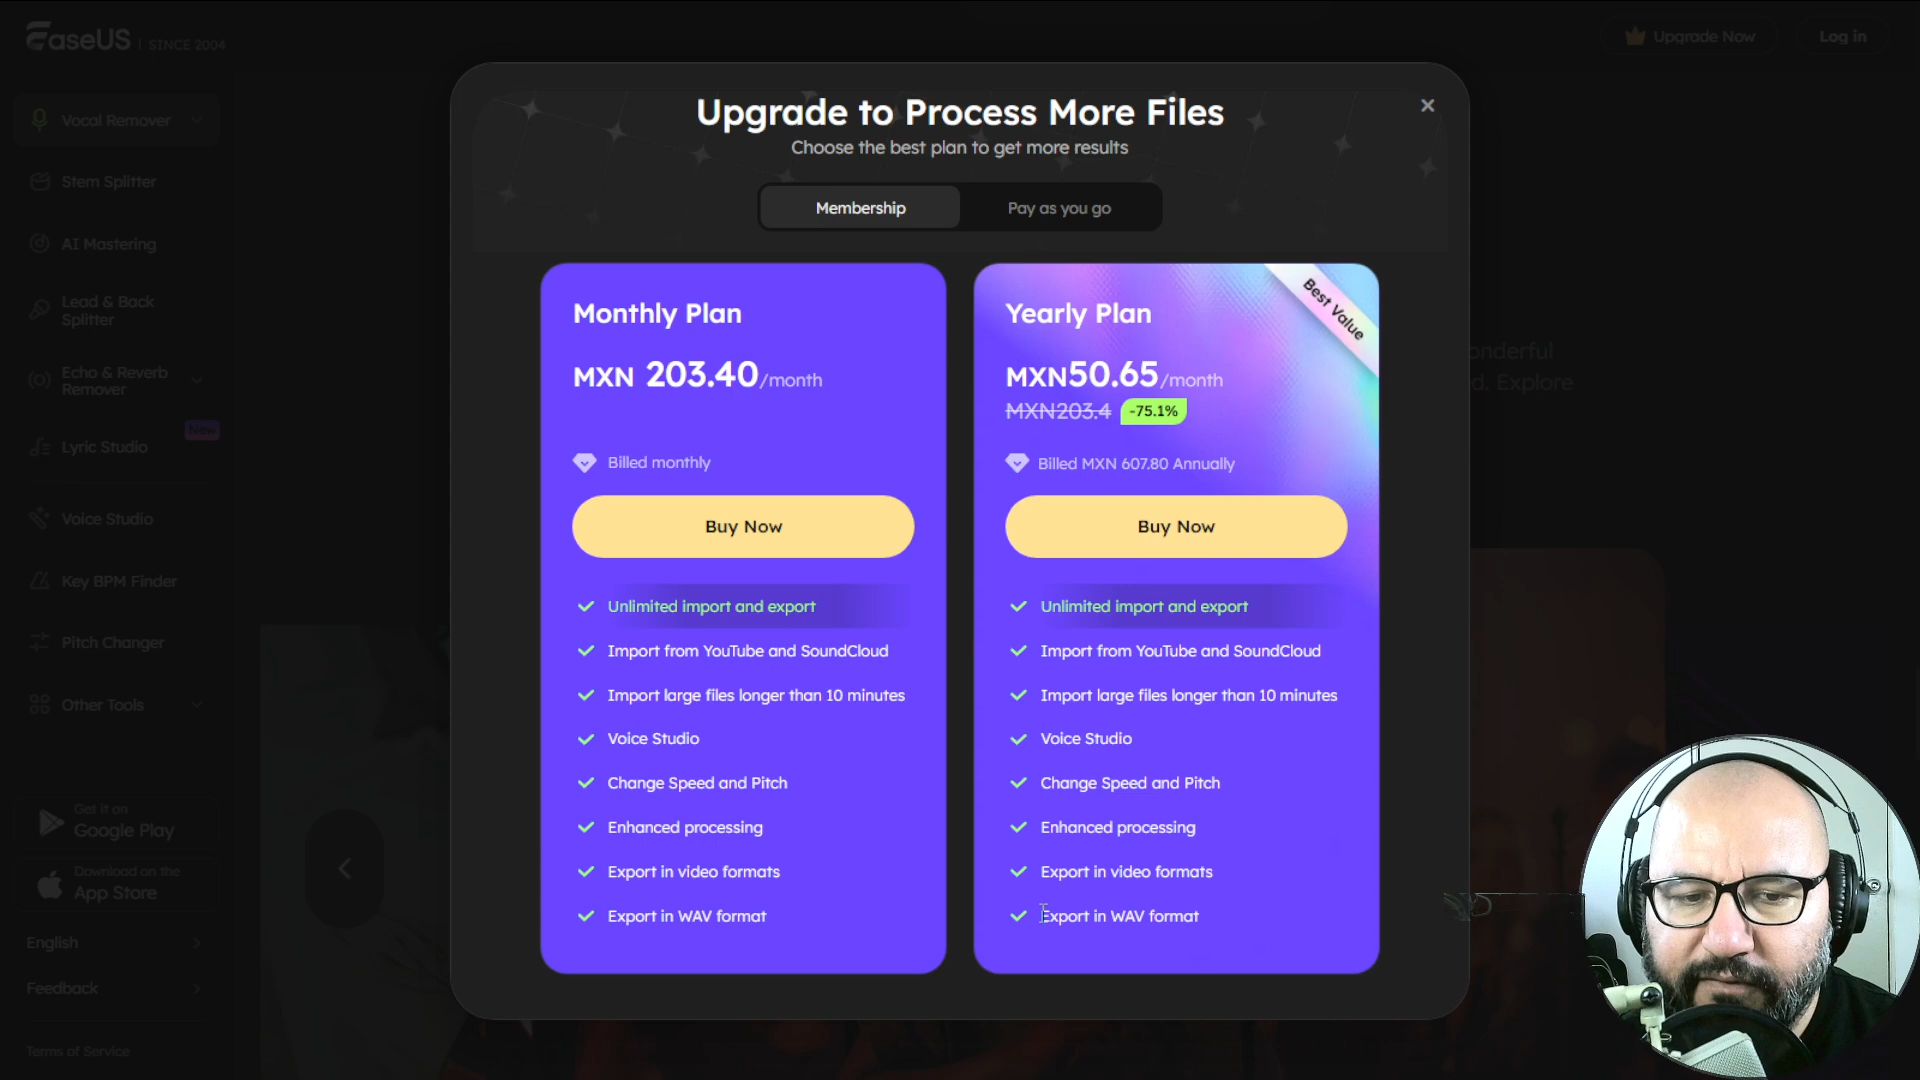 EaseUS | SINCE 2004
Upgrade Now
Log in
Vocal Remover
Stem Splitter
AI Mastering
Lead & Back
Splitter
Echo & Reverb
Remover
New
Lyric Studio
Voice Studio
Key BPM Finder
Pitch Changer
Other Tools
Get it on
Google Play
Download on the
App Store
English
Feedback
Terms of Service
Upgrade to Process More Files
Choose the best plan to get more results
Membership
Pay as you go
Monthly Plan
MXN 203.40/month
Billed monthly
Buy Now
Unlimited import and export
Import from YouTube and SoundCloud
Import large files longer than 10 minutes
Voice Studio
Change Speed and Pitch
Enhanced processing
Export in video formats
Export in WAV format
Best Value
Yearly Plan
MXN50.65/month
MXN203.4 -75.1%
Billed MXN 607.80 Annually
Buy Now
Unlimited import and export
Import from YouTube and SoundCloud
Import large files longer than 10 minutes
Voice Studio
Change Speed and Pitch
Enhanced processing
Export in video formats
Export in WAV format
Explore